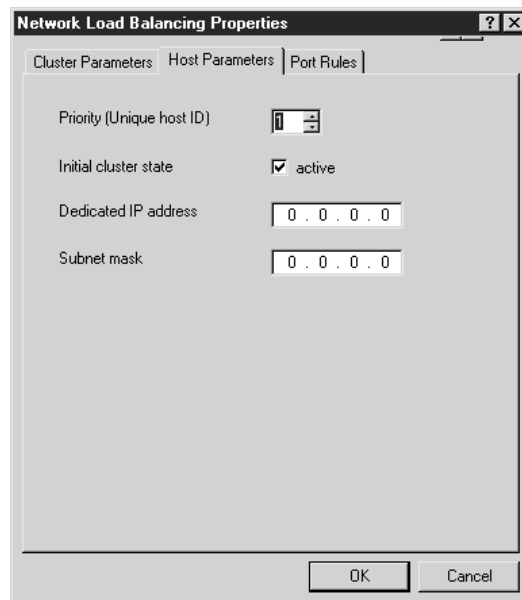 Network Load Balancing Properties
Cluster Parameters Host Parameters Port Rules
Priority (Unique host ID) 1
Initial cluster state active
Dedicated IP address 0 . 0 . 0 . 0
Subnet mask 0 . 0 . 0 . 0
OK Cancel